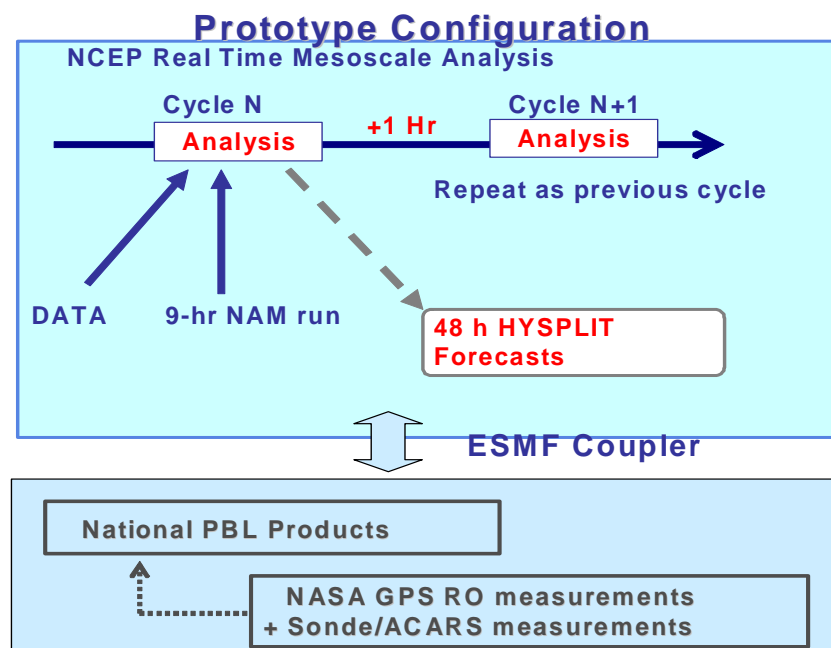 Prototype Configuration
NCEP Real Time Mesoscale Analysis
Cycle N
+1 Hr
Cycle N+1
Analysis
Analysis
Repeat as previous cycle
DATA
9-hr NAM run
48 h HYSPLIT
Forecasts
ESMF Coupler
National PBL Products
NASA GPS RO measurements
+ Sonde/ACARS measurements